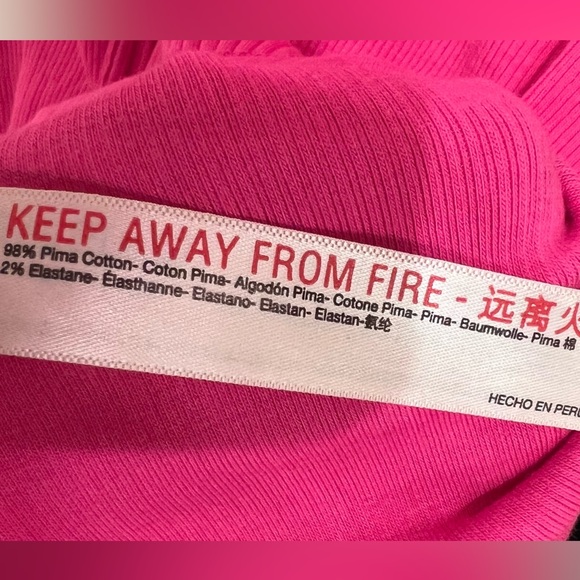 KEEP AWAY FROM FIRE - 远离火
98% Pima Cotton- Coton Pima- Algodón Pima- Cotone Pima- Pima- Baumwolle- Pima 棉
2% Elastane- Élasthanne- Elastano- Elastan- Elastan-氨纶
HECHO EN PERU